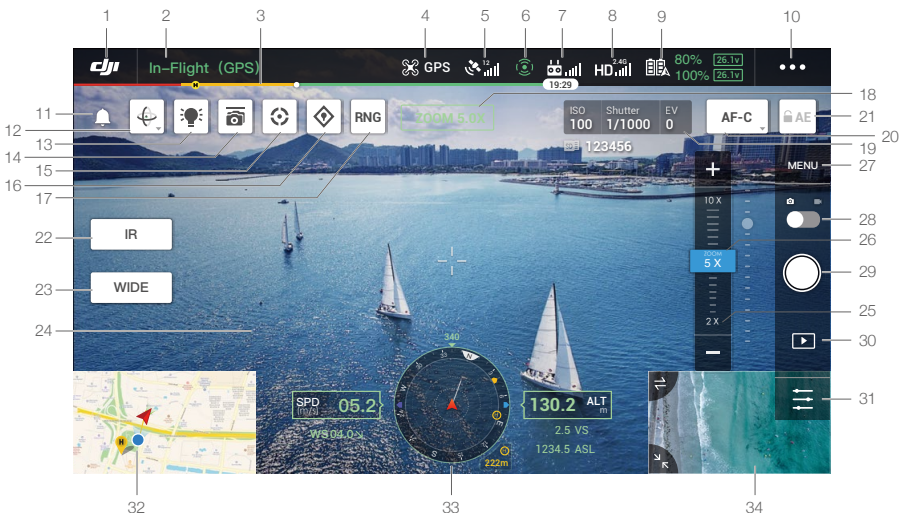 1 2 3 4 5 6 7 8 9 10
dji In-Flight (GPS) GPS 12 HD 2.4G 80% 26.1v
100% 26.1v
H 19:29
11 18
12 RNG ZOOM 5.0X ISO Shutter EV AF-C AE 21
13 100 1/1000 0 20
14 123456 19
15 MENU 27
16
17 10 X
28
22 IR 26
ZOOM
5 X
23 WIDE 29
25
24 2 X
30
340
N
SPD 05.2 W E 130.2 ALT 31
(m/s) m
WS04.0 2.5 VS
H S H 1234.5 ASL
222m
32 33 34